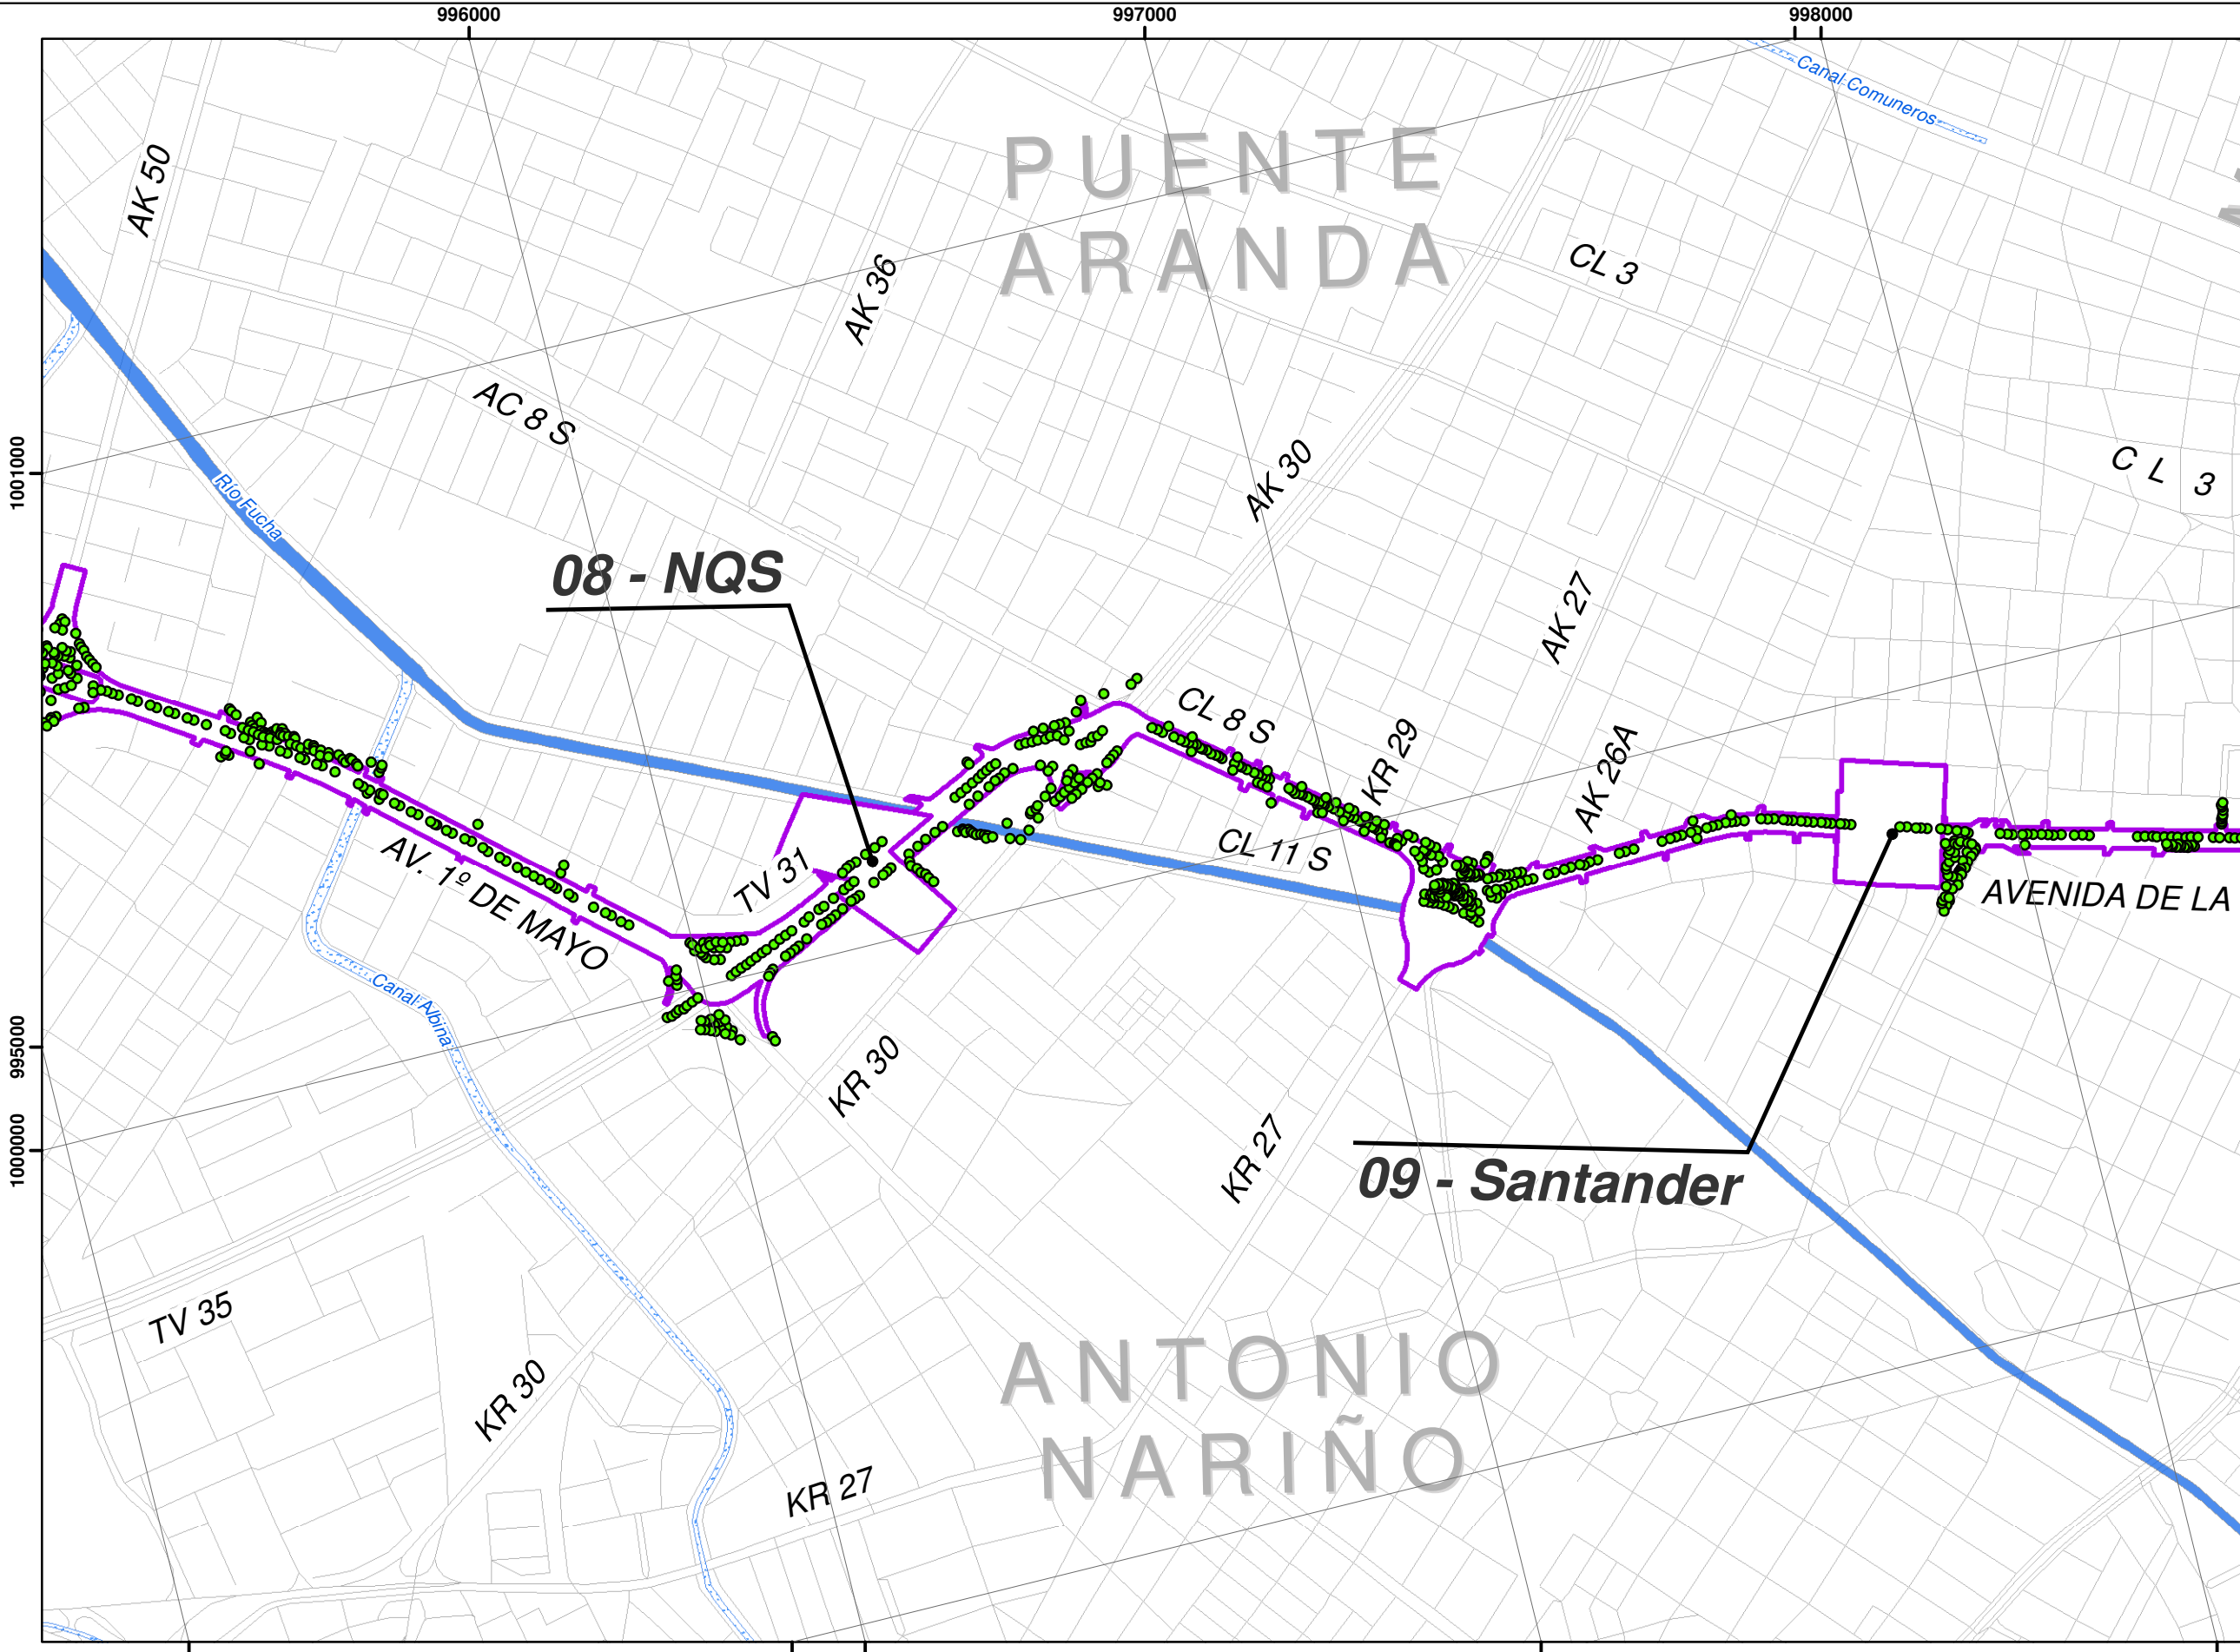 996000
997000
998000
Canal Comuneros
AK 50
PUENTE
ARANDA
CL 3
AK 36
AC 8 S
AK 30
CL 3
1001000
Río Fucha
08 - NQS
AK 27
CL 8 S
KR 29
AK 26A
CL 11 S
TV 31
AV. 1º DE MAYO
AVENIDA DE LA
Canal Albina
995000
KR 30
1000000
KR 27
09 - Santander
TV 35
ANTONIO
NARIÑO
KR 30
KR 27